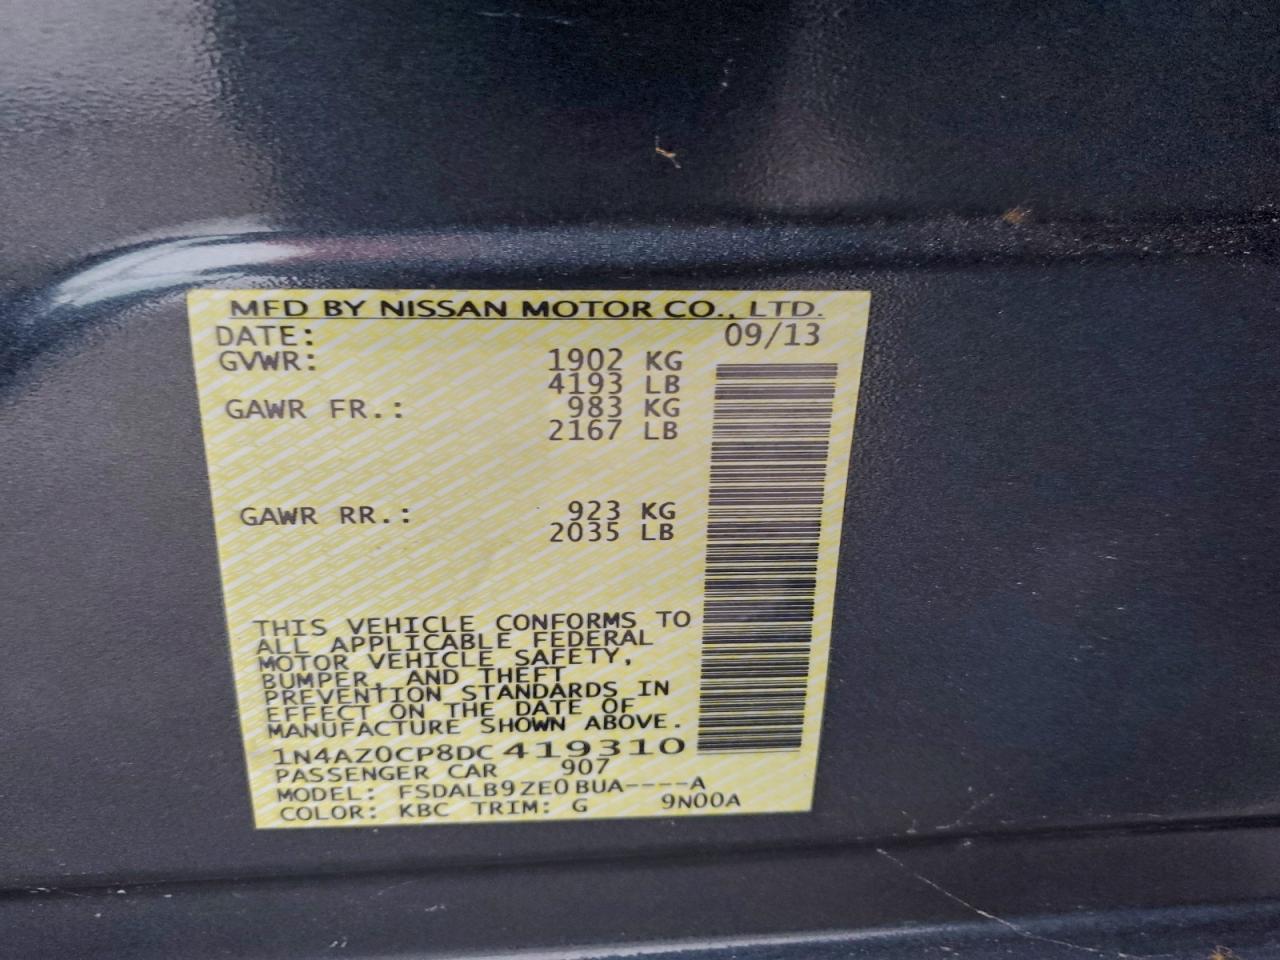 MFD BY NISSAN MOTOR CO., LTD.
DATE: 09/13
GVWR: 1902 KG
4193 LB
GAWR FR.: 983 KG
2167 LB
GAWR RR.: 923 KG
2035 LB
THIS VEHICLE CONFORMS TO
ALL APPLICABLE FEDERAL
MOTOR VEHICLE SAFETY,
BUMPER, AND THEFT
PREVENTION STANDARDS IN
EFFECT ON THE DATE OF
MANUFACTURE SHOWN ABOVE.
1N4AZ0CP8DC419310
PASSENGER CAR 907
MODEL: FSDALB9ZE0BUA----A
COLOR: KBC TRIM: G 9N00A